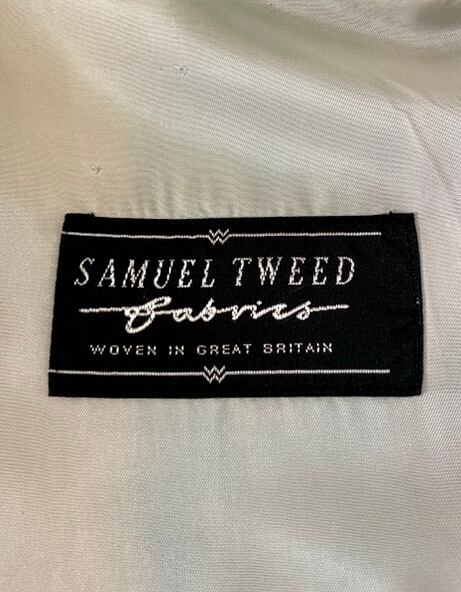 W
SAMUEL TWEED
Fabrics
WOVEN IN GREAT BRITAIN
W